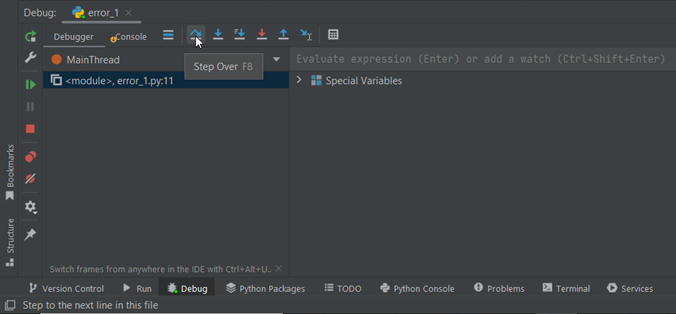 Debug: error_1
Debugger Console
MainThread
Evaluate expression (Enter) or add a watch (Ctrl+Shift+Enter)
Step Over F8
<module>, error_1.py:11
Special Variables
Bookmarks
Structure
Switch frames from anywhere in the IDE with Ctrl+Alt+U..
Version Control Run Debug Python Packages TODO Python Console Problems Terminal Services
Step to the next line in this file